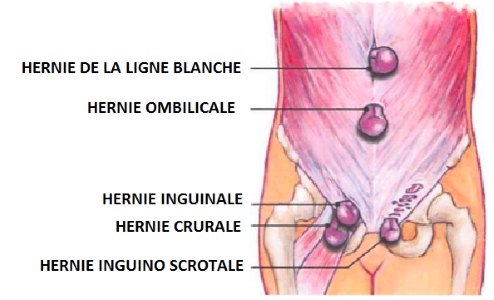 HERNIE DE LA LIGNE BLANCHE
HERNIE OMBILICALE
HERNIE INGUINALE
HERNIE CRURALE
HERNIE INGUINO SCROTALE